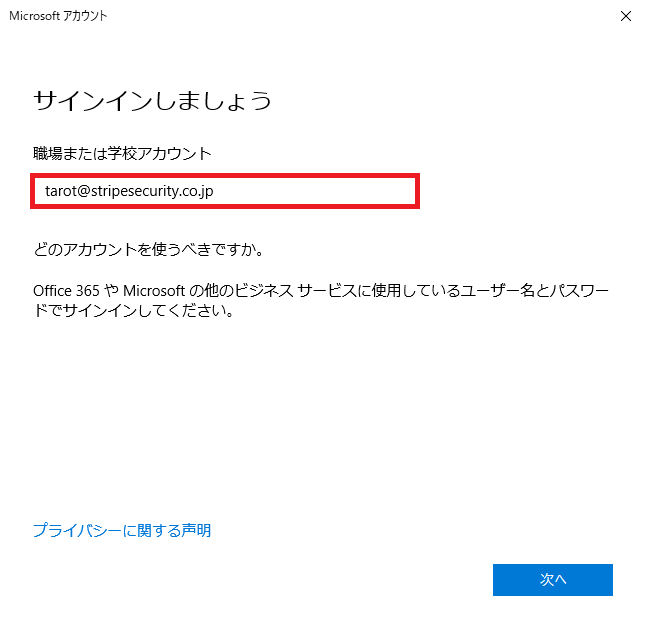 Microsoft アカウント
サインインしましょう
職場または学校アカウント
tarot@stripesecurity.co.jp
どのアカウントを使うべきですか。
Office 365 や Microsoft の他のビジネス サービスに使用しているユーザー名とパスワー
ドでサインインしてください。
プライバシーに関する声明
次へ